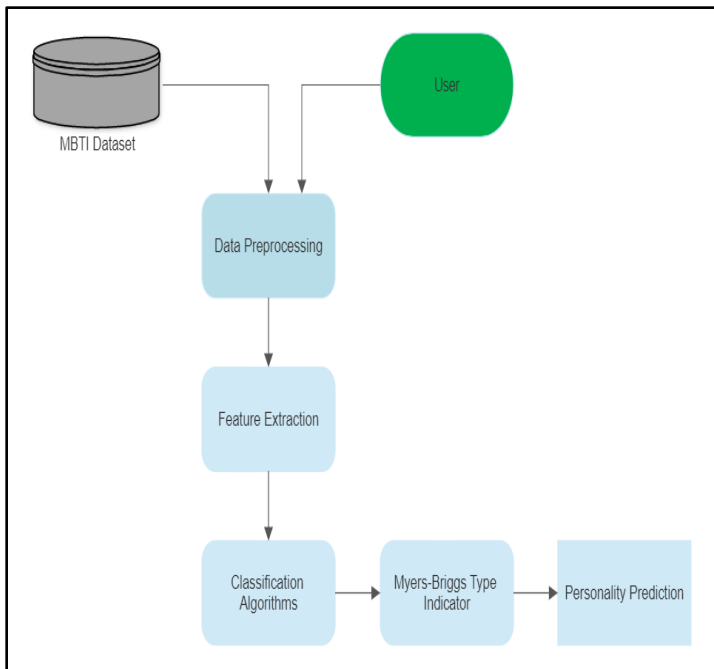 User
MBTI Dataset
Data Preprocessing
Feature Extraction
Classification
Algorithms
Myers-Briggs Type
Indicator
Personality Prediction